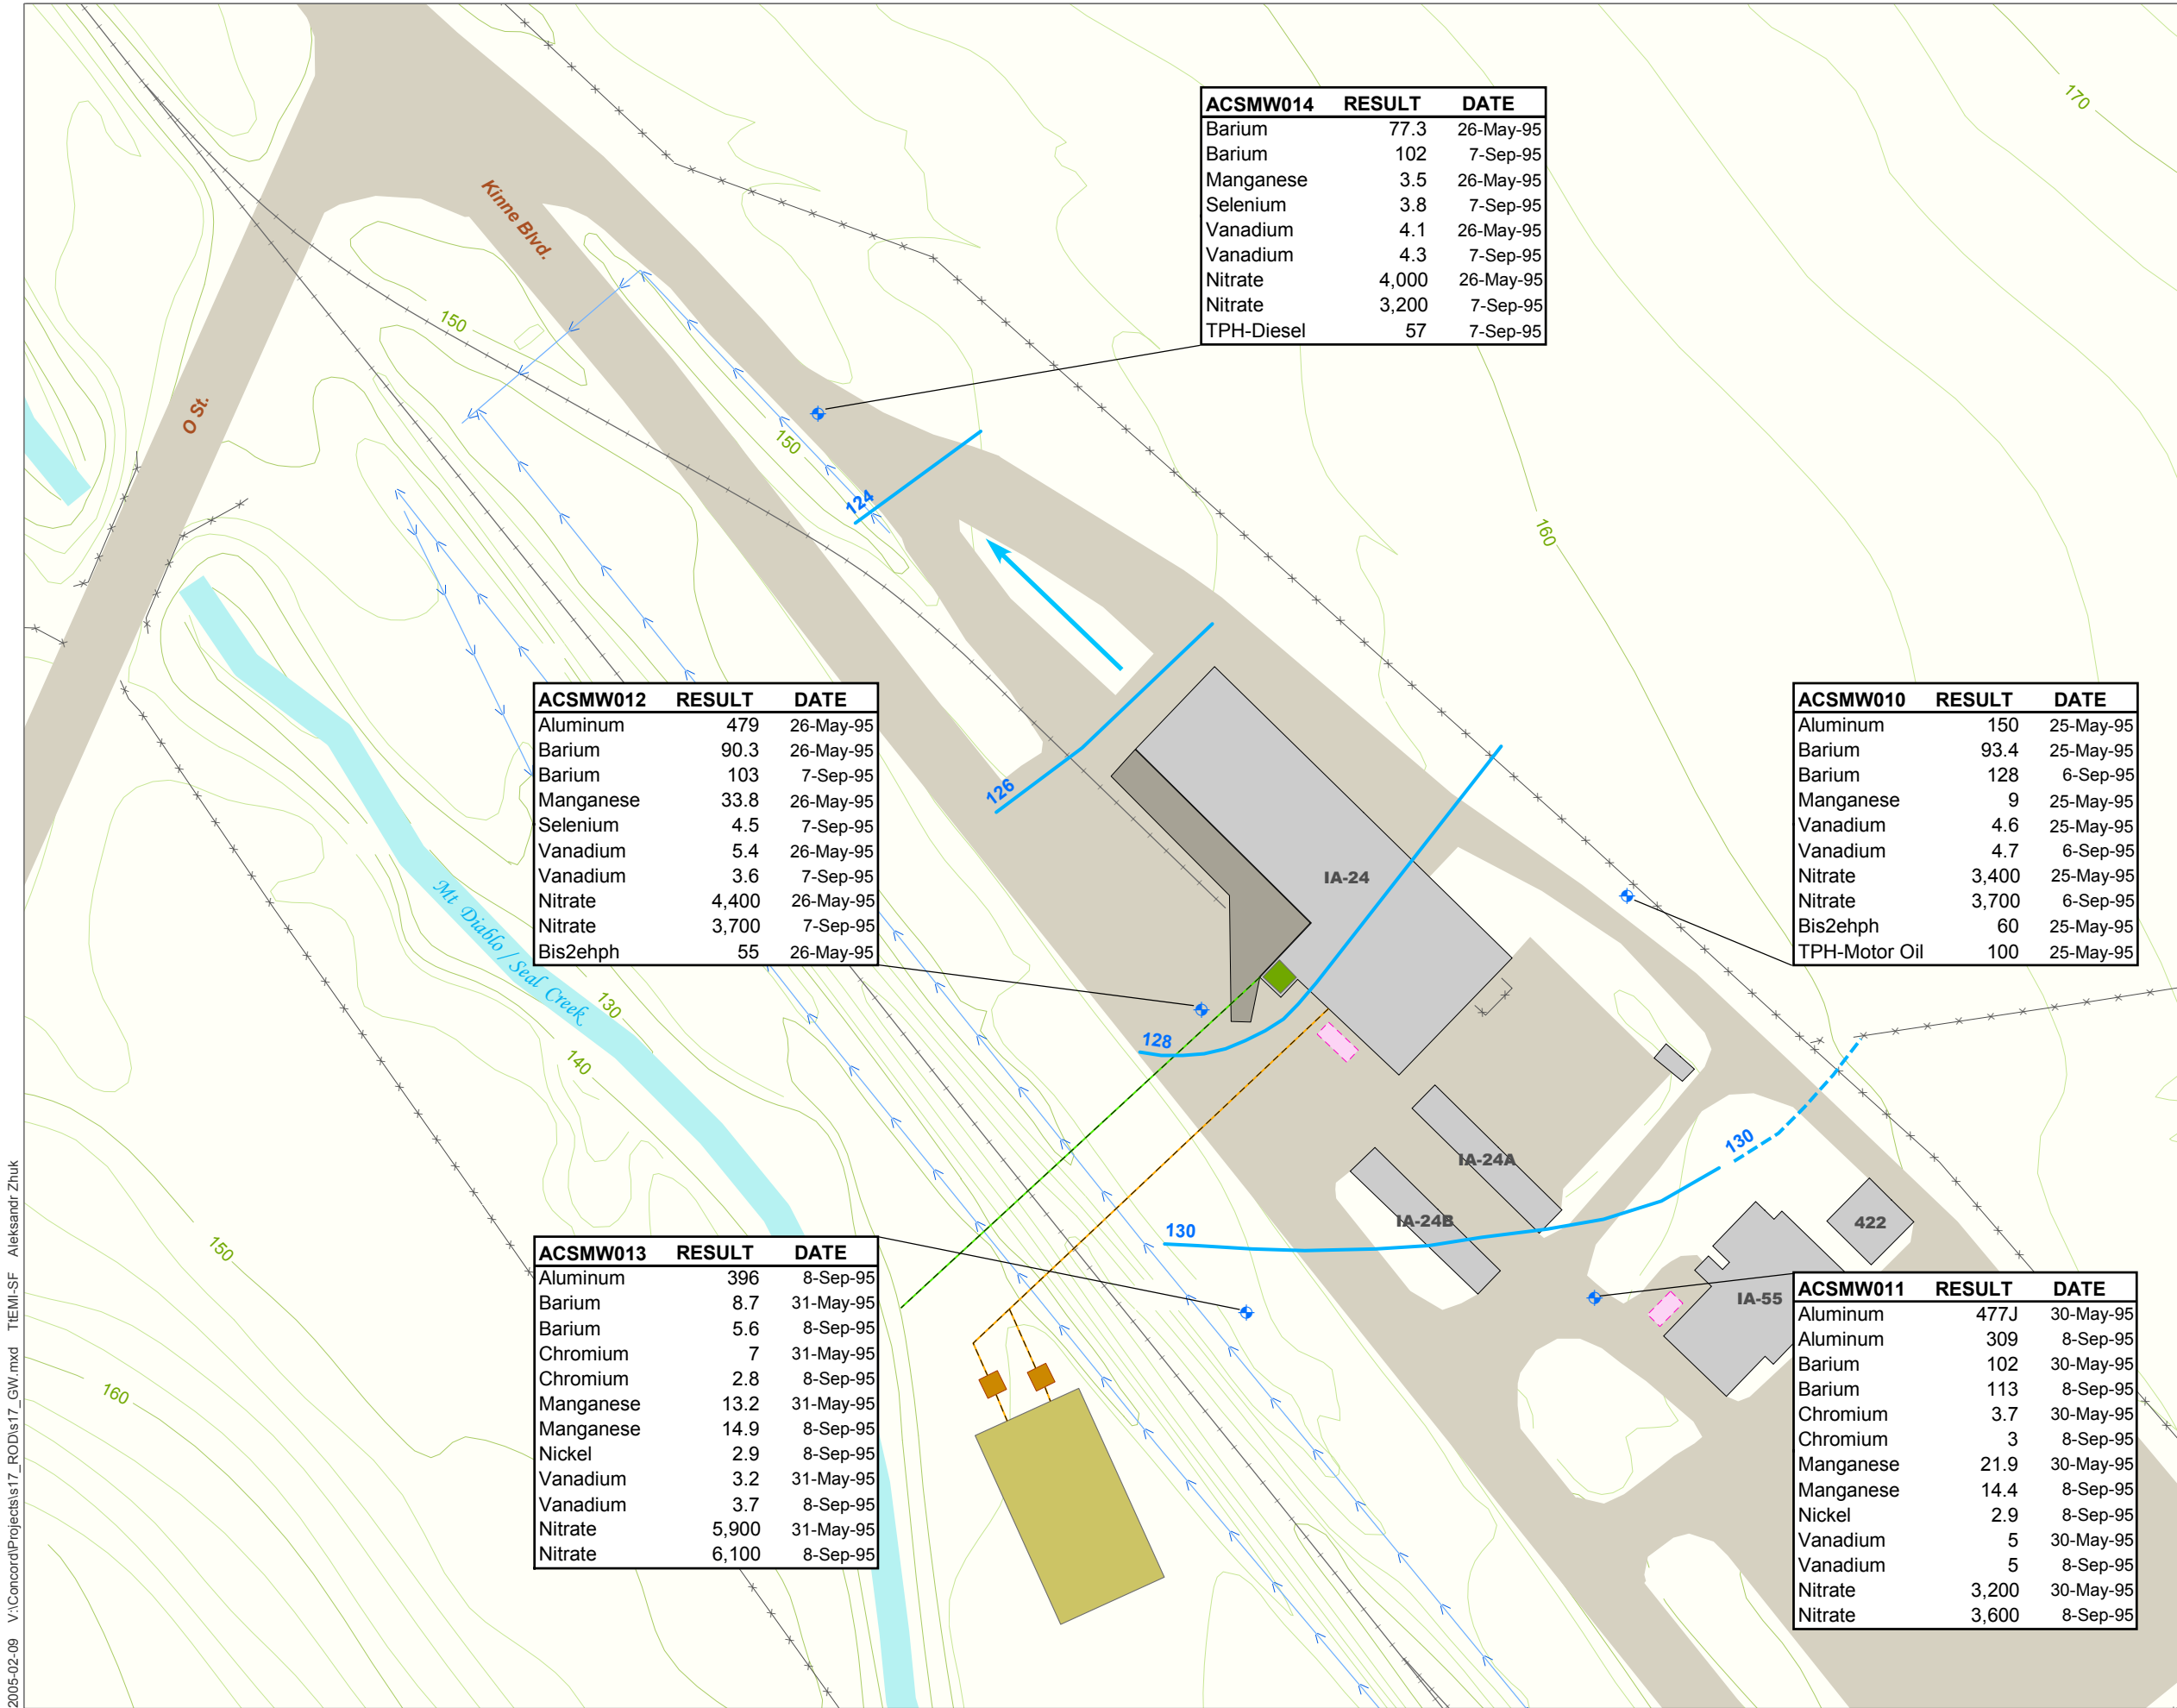 170
ACSMW014 RESULT DATE
Barium 77.3 26-May-95
Barium 102 7-Sep-95
Manganese 3.5 26-May-95
Selenium 3.8 7-Sep-95
Vanadium 4.1 26-May-95
Vanadium 4.3 7-Sep-95
Nitrate 4,000 26-May-95
Nitrate 3,200 7-Sep-95
TPH-Diesel 57 7-Sep-95
Kinne Blvd.
150
O St.
150
124
160
ACSMW012 RESULT DATE
Aluminum 479 26-May-95
Barium 90.3 26-May-95
Barium 103 7-Sep-95
Manganese 33.8 26-May-95
Selenium 4.5 7-Sep-95
Vanadium 5.4 26-May-95
Vanadium 3.6 7-Sep-95
Nitrate 4,400 26-May-95
Nitrate 3,700 7-Sep-95
Bis2ehph 55 26-May-95
126
IA-24
ACSMW010 RESULT DATE
Aluminum 150 25-May-95
Barium 93.4 25-May-95
Barium 128 6-Sep-95
Manganese 9 25-May-95
Vanadium 4.6 25-May-95
Vanadium 4.7 6-Sep-95
Nitrate 3,400 25-May-95
Nitrate 3,700 6-Sep-95
Bis2ehph 60 25-May-95
TPH-Motor Oil 100 25-May-95
Mt Diablo / Seal Creek
130
140
128
130
IA-24A
IA-24B
422
130
150
160
ACSMW013 RESULT DATE
Aluminum 396 8-Sep-95
Barium 8.7 31-May-95
Barium 5.6 8-Sep-95
Chromium 7 31-May-95
Chromium 2.8 8-Sep-95
Manganese 13.2 31-May-95
Manganese 14.9 8-Sep-95
Nickel 2.9 8-Sep-95
Vanadium 3.2 31-May-95
Vanadium 3.7 8-Sep-95
Nitrate 5,900 31-May-95
Nitrate 6,100 8-Sep-95
IA-55
ACSMW011 RESULT DATE
Aluminum 477J 30-May-95
Aluminum 309 8-Sep-95
Barium 102 30-May-95
Barium 113 8-Sep-95
Chromium 3.7 30-May-95
Chromium 3 8-Sep-95
Manganese 21.9 30-May-95
Manganese 14.4 8-Sep-95
Nickel 2.9 8-Sep-95
Vanadium 5 30-May-95
Vanadium 5 8-Sep-95
Nitrate 3,200 30-May-95
Nitrate 3,600 8-Sep-95
2005-02-09 V:\Concord\Projects\s17_ROD\s17_GW.mxd TtEMI-SF Aleksandr Zhuk